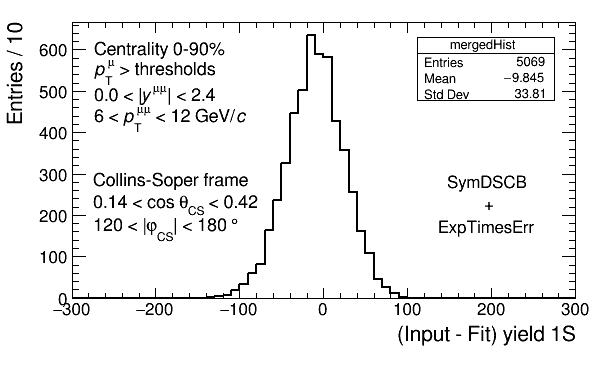 Entries / 10
600
500
400
300
200
100
0
Centrality 0-90%
p_T^μ > thresholds
0.0 < |y^μμ| < 2.4
6 < p_T^μμ < 12 GeV/c
Collins-Soper frame
0.14 < cos θ_CS < 0.42
120 < |φ_CS| < 180 °
mergedHist
Entries 5069
Mean −9.845
Std Dev 33.81
SymDSCB
+
ExpTimesErr
−300 −200 −100 0 100 200 300
(Input - Fit) yield 1S